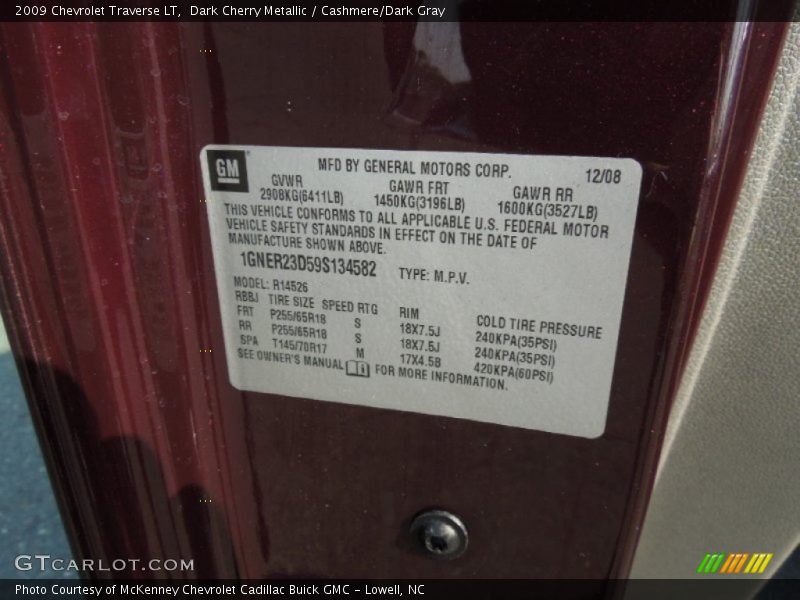 2009 Chevrolet Traverse LT,  Dark Cherry Metallic / Cashmere/Dark Gray
GM
MFD BY GENERAL MOTORS CORP. 12/08
GVWR GAWR FRT GAWR RR
2908KG(6411LB) 1450KG(3196LB) 1600KG(3527LB)
THIS VEHICLE CONFORMS TO ALL APPLICABLE U.S. FEDERAL MOTOR
VEHICLE SAFETY STANDARDS IN EFFECT ON THE DATE OF
MANUFACTURE SHOWN ABOVE.
1GNER23D59S134582 TYPE: M.P.V.
MODEL: R14526
RBBJ TIRE SIZE SPEED RTG RIM COLD TIRE PRESSURE
FRT P255/65R18 S 18X7.5J 240KPA(35PSI)
RR P255/65R18 S 18X7.5J 240KPA(35PSI)
SPA T145/70R17 M 17X4.5B 420KPA(60PSI)
SEE OWNER'S MANUAL FOR MORE INFORMATION.
GTCARLOT.COM
Photo Courtesy of McKenney Chevrolet Cadillac Buick GMC - Lowell, NC